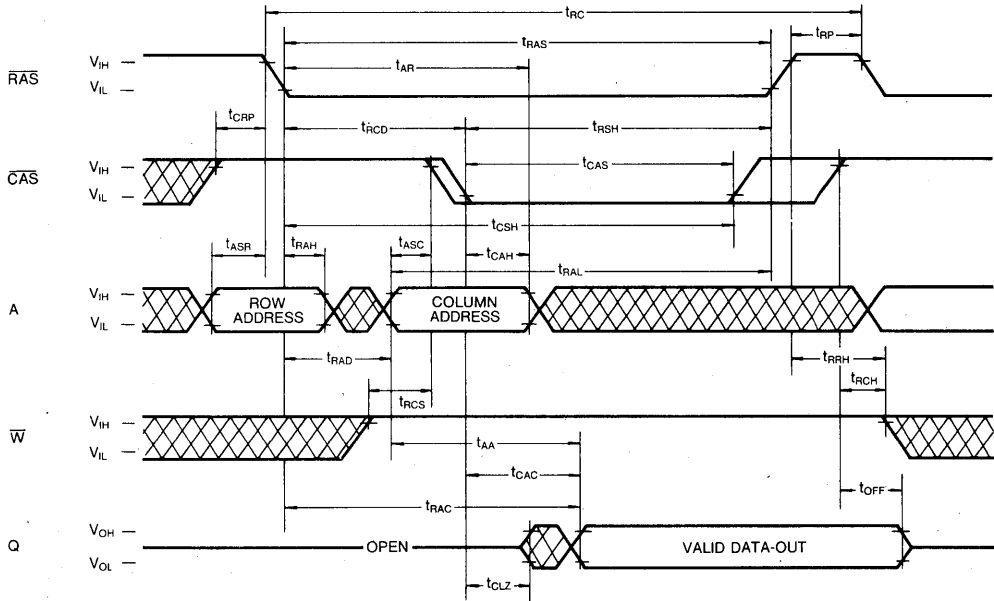 tRC
tRP
tRAS
tAR
RAS
VIH
VIL
tCRP
tRCD
tRSH
tCAS
CAS
VIH
VIL
tCSH
tASR
tRAH
tASC
tCAH
tRAL
A
VIH
VIL
ROW
ADDRESS
COLUMN
ADDRESS
tRAD
tRRH
tRCS
tRCH
W
VIH
VIL
tAA
tCAC
tOFF
tRAC
Q
VOH
VOL
OPEN
VALID DATA-OUT
tCLZ